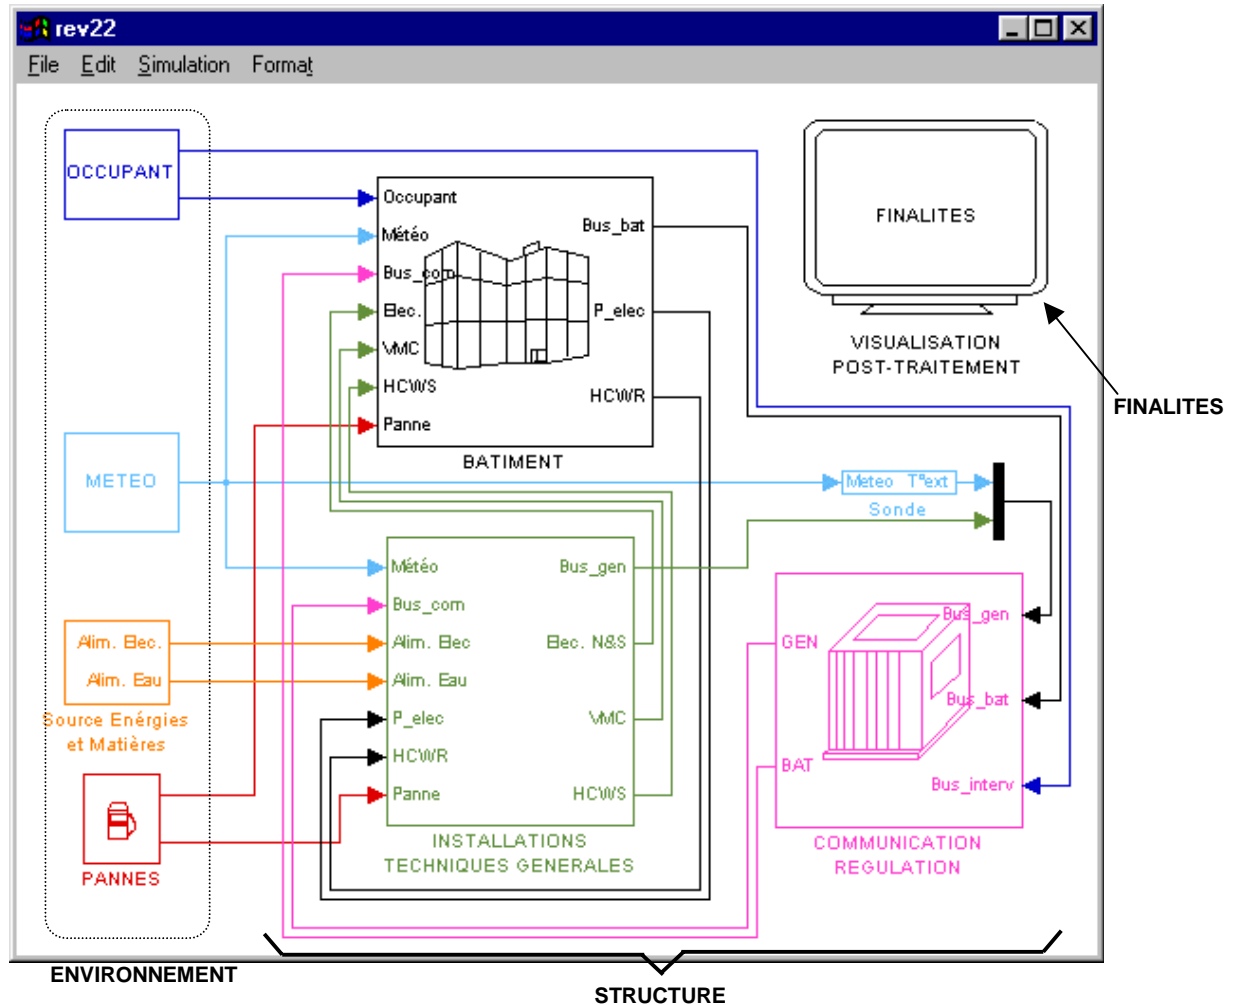 rev22
File Edit Simulation Format
OCCUPANT
METEO
Alim. Elec.
Alim. Eau
Source Enérgies
et Matières
PANNES
ENVIRONNEMENT
Occupant
Météo
Bus_com
Elec.
VMC
HCWS
Panne
Bus_bat
P_elec
HCWR
BATIMENT
FINALITES
VISUALISATION
POST-TRAITEMENT
FINALITES
Meteo T°ext
Sonde
Météo
Bus_com
Alim. Elec
Alim. Eau
P_elec
HCWR
Panne
Bus_gen
Elec. N&S
VMC
HCWS
INSTALLATIONS
TECHNIQUES GENERALES
GEN
BAT
Bus_gen
Bus_bat
Bus_interv
COMMUNICATION
REGULATION
STRUCTURE